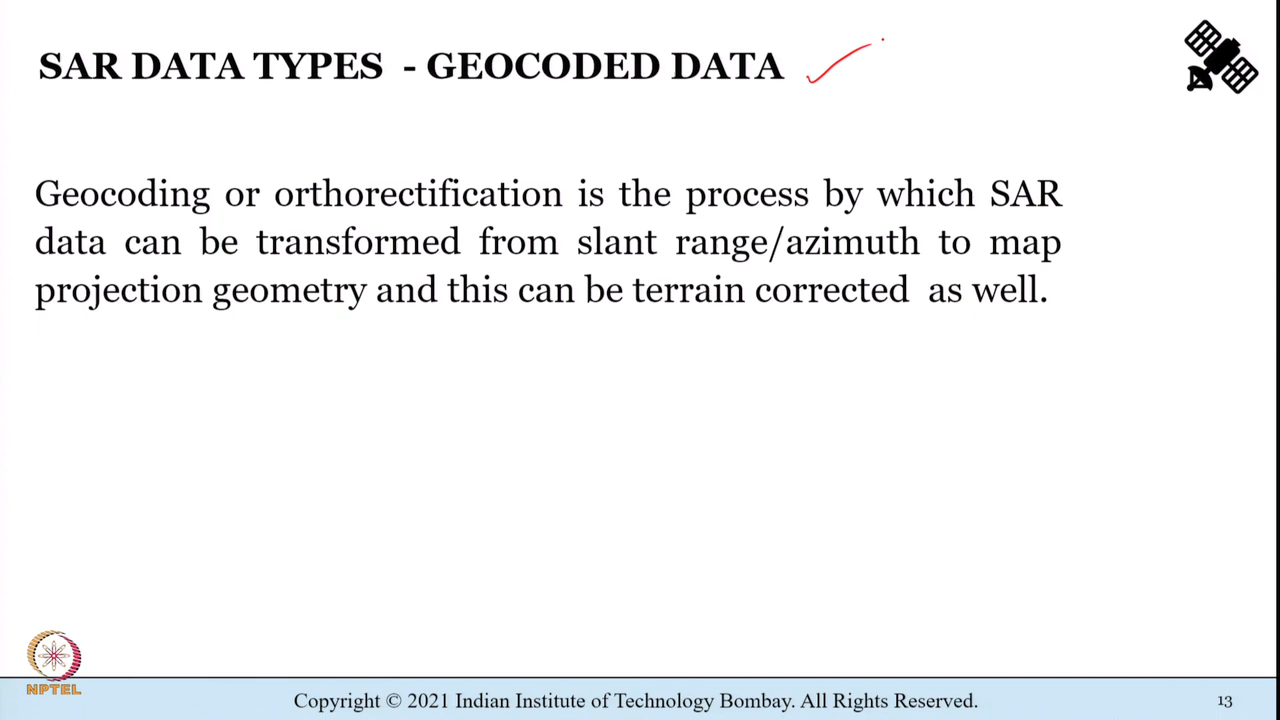 SAR DATA TYPES - GEOCODED DATA
Geocoding or orthorectification is the process by which SAR
data can be transformed from slant range/azimuth to map
projection geometry and this can be terrain corrected as well.
NPTEL
Copyright © 2021 Indian Institute of Technology Bombay. All Rights Reserved.
13